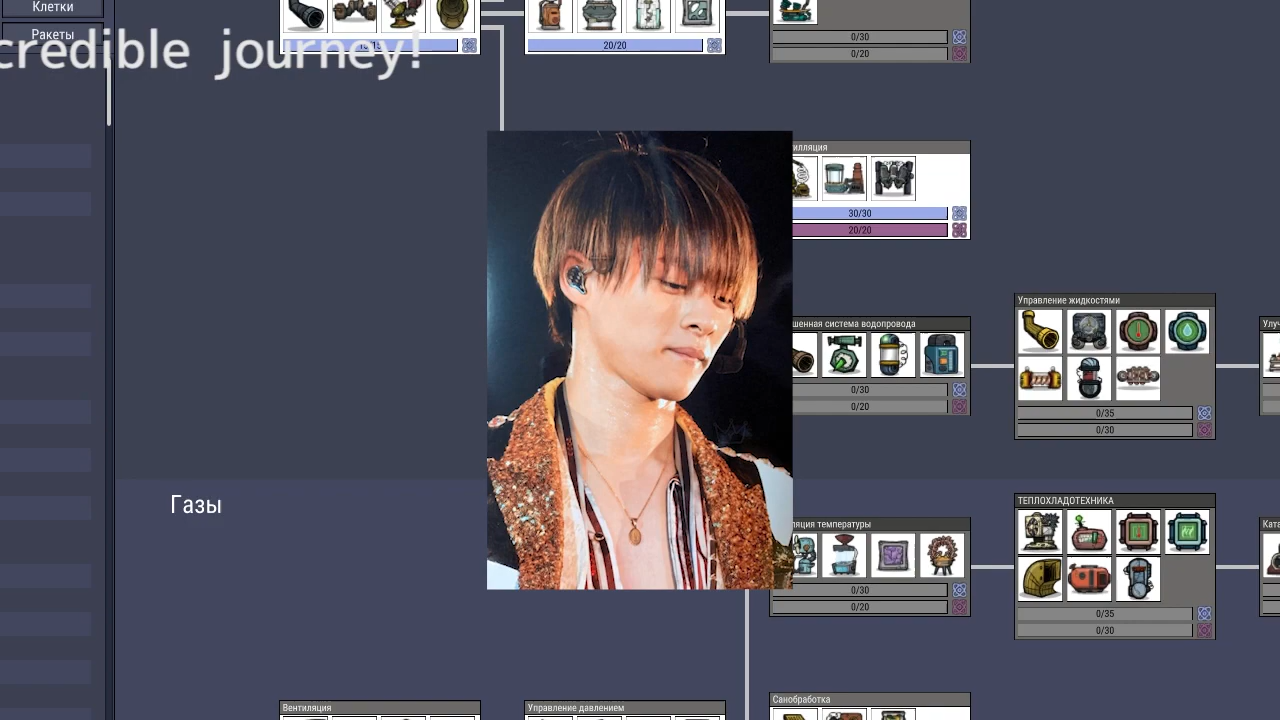 Клетки
Ракеты
credible journey!
20/20
0/30
0/20
30/30
20/20
водопровода
0/30
0/20
Управление жидкостями
0/35
0/30
Газы
температуры
0/30
0/20
ТЕПЛОХЛАДОТЕХНИКА
0/35
0/30
Вентиляция
Управление давлением
Санобработка